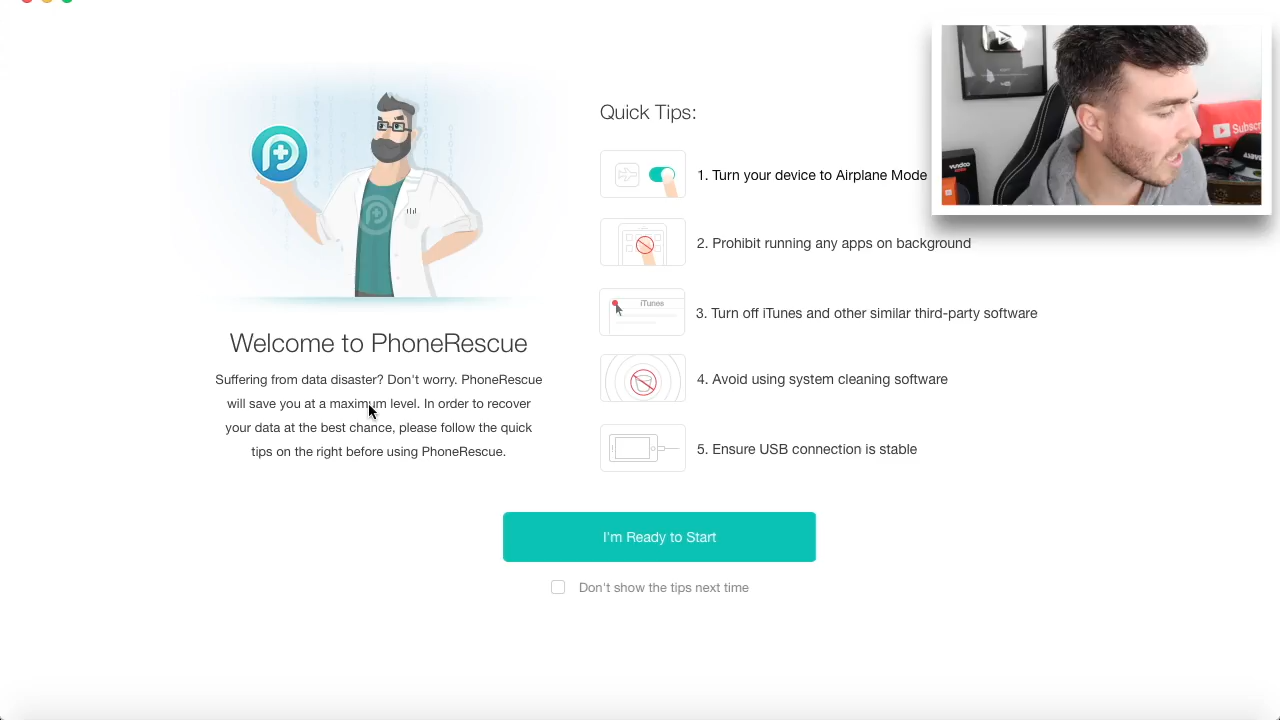 Quick Tips:
1. Turn your device to Airplane Mode
2. Prohibit running any apps on background
iTunes
3. Turn off iTunes and other similar third-party software
4. Avoid using system cleaning software
5. Ensure USB connection is stable
Welcome to PhoneRescue
Suffering from data disaster? Don't worry. PhoneRescue
will save you at a maximum level. In order to recover
your data at the best chance, please follow the quick
tips on the right before using PhoneRescue.
I'm Ready to Start
Don't show the tips next time
YouTube
Subscr
vundoo